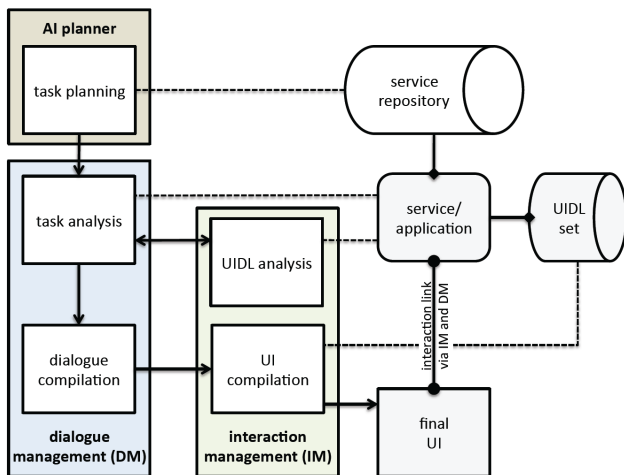 AI planner
task planning
service
repository
task analysis
service/
application
UIDL
set
UIDL analysis
interaction link
via IM and DM
dialogue
compilation
UI
compilation
final
UI
dialogue
management (DM)
interaction
management (IM)